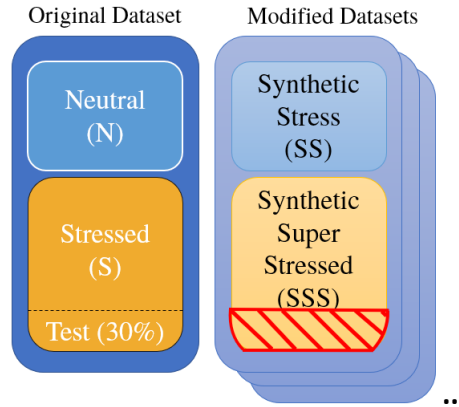 Original Dataset
Neutral
(N)
Stressed
(S)
Test (30%)
Modified Datasets
Synthetic
Stress
(SS)
Synthetic
Super
Stressed
(SSS)
..